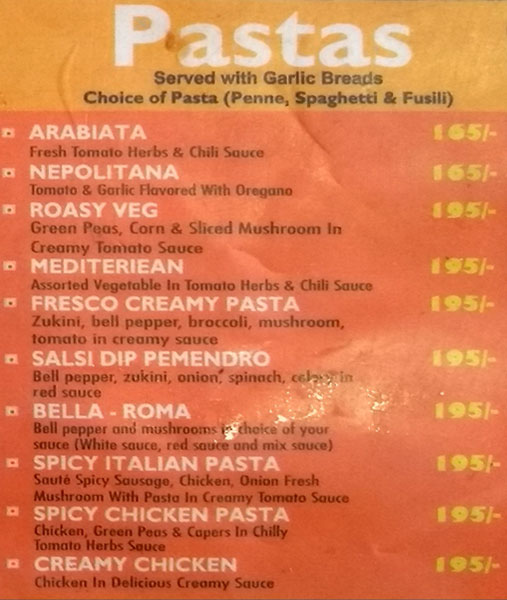 Pastas
Served with Garlic Breads
Choice of Pasta (Penne, Spaghetti & Fusili)
ARABIATA 165/-
Fresh Tomato Herbs & Chili Sauce
NEPOLITANA 165/-
Tomato & Garlic Flavored With Oregano
ROASY VEG 195/-
Green Peas, Corn & Sliced Mushroom In
Creamy Tomato Sauce
MEDITERIEAN 195/-
Assorted Vegetable In Tomato Herbs & Chili Sauce
FRESCO CREAMY PASTA 195/-
Zukini, bell pepper, broccoli, mushroom,
tomato in creamy sauce
SALSI DIP PEMENDRO 195/-
Bell pepper, zukini, onion, spinach, in
red sauce
BELLA - ROMA 195/-
Bell pepper and mushrooms choice of your
sauce (White sauce, red sauce and mix sauce)
SPICY ITALIAN PASTA 195/-
Sauté Spicy Sausage, Chicken, Onion Fresh
Mushroom With Pasta In Creamy Tomato Sauce
SPICY CHICKEN PASTA 195/-
Chicken, Green Peas & Capers In Chilly
Tomato Herbs Sauce
CREAMY CHICKEN 195/-
Chicken In Delicious Creamy Sauce